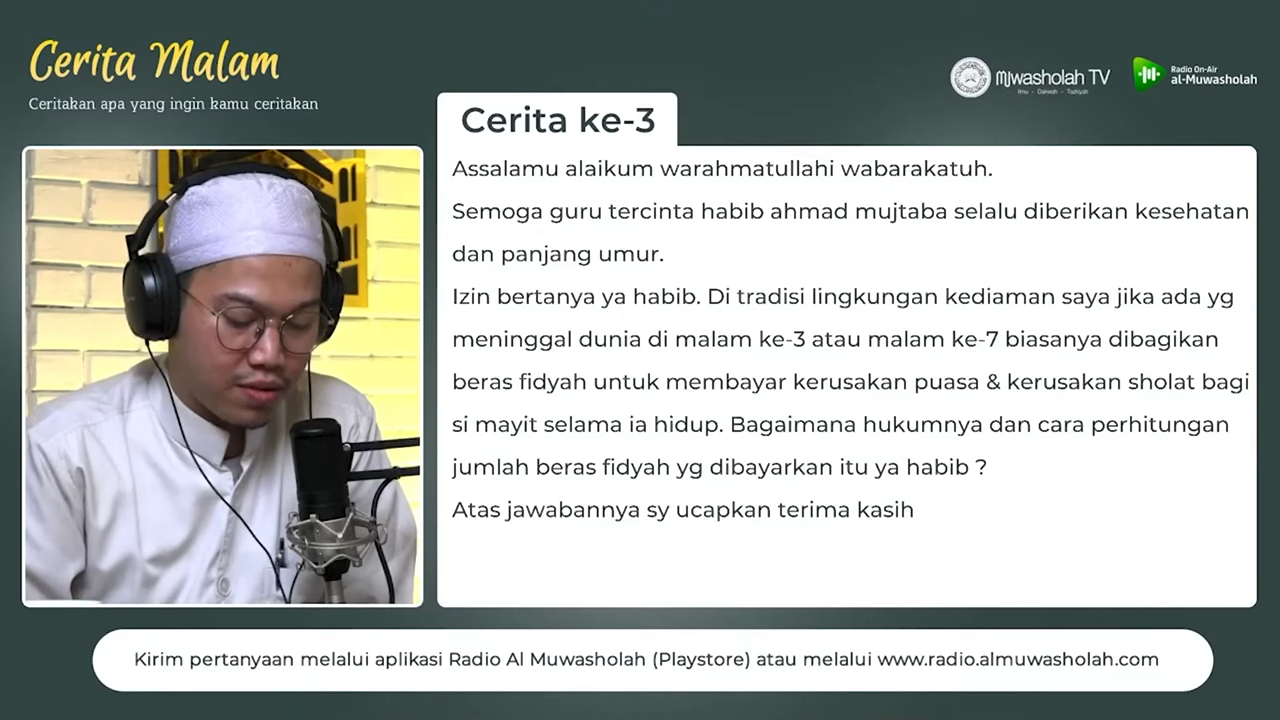 Cerita Malam
Ceritakan apa yang ingin kamu ceritakan
Mwasholah TV
Ilmu - Dakwah - Tazkiyah
Radio On-Air
al-Muwasholah
Cerita ke-3
Assalamu alaikum warahmatullahi wabarakatuh.
Semoga guru tercinta habib ahmad mujtaba selalu diberikan kesehatan
dan panjang umur.
Izin bertanya ya habib. Di tradisi lingkungan kediaman saya jika ada yg
meninggal dunia di malam ke-3 atau malam ke-7 biasanya dibagikan
beras fidyah untuk membayar kerusakan puasa & kerusakan sholat bagi
si mayit selama ia hidup. Bagaimana hukumnya dan cara perhitungan
jumlah beras fidyah yg dibayarkan itu ya habib ?
Atas jawabannya sy ucapkan terima kasih
Kirim pertanyaan melalui aplikasi Radio Al Muwasholah (Playstore) atau melalui www.radio.almuwasholah.com